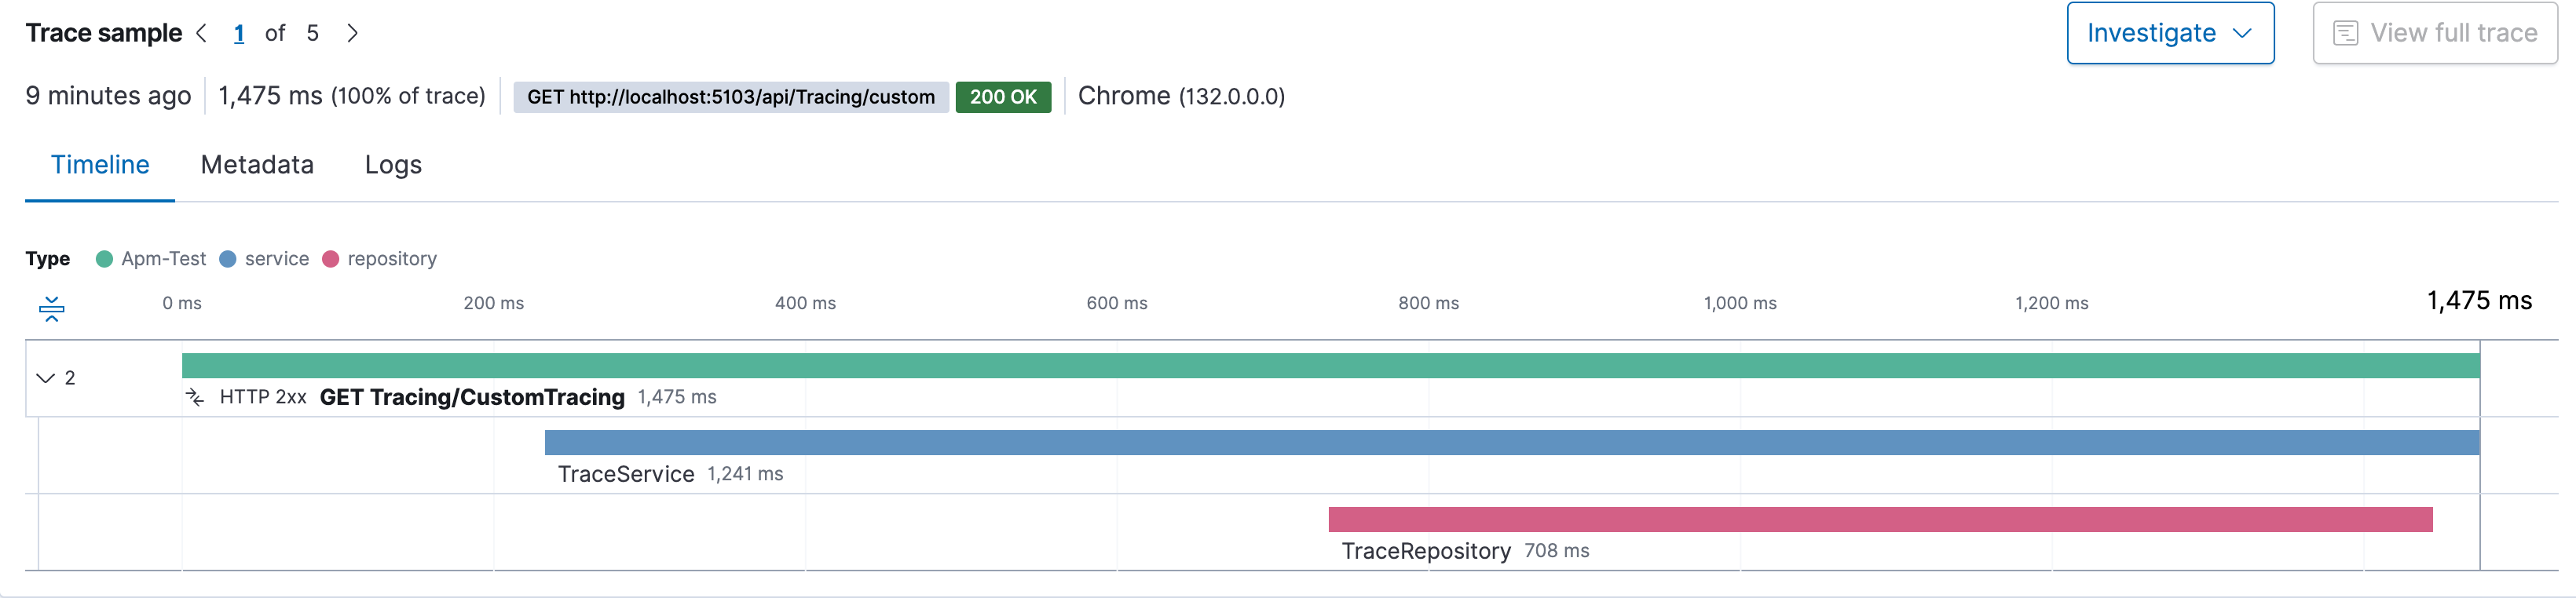 Trace sample 1 of 5 Investigate View full trace
9 minutes ago 1,475 ms (100% of trace) GET http://localhost:5103/api/Tracing/custom 200 OK Chrome (132.0.0.0)
Timeline Metadata Logs
Type Apm-Test service repository
0 ms 200 ms 400 ms 600 ms 800 ms 1,000 ms 1,200 ms 1,475 ms
2
HTTP 2xx GET Tracing/CustomTracing 1,475 ms
TraceService 1,241 ms
TraceRepository 708 ms